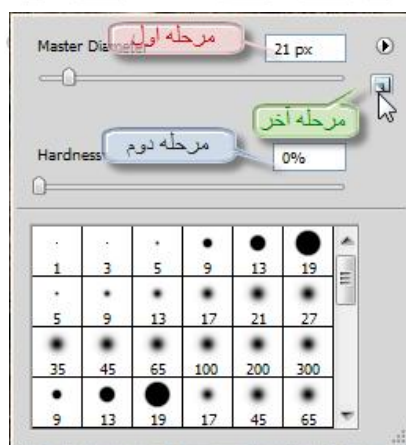 Master Diameter
مرحله اول
21 px
مرحله آخر
Hardness
مرحله دوم
0%
1 3 5 9 13 19
5 9 13 17 21 27
35 45 65 100 200 300
9 13 19 17 45 65